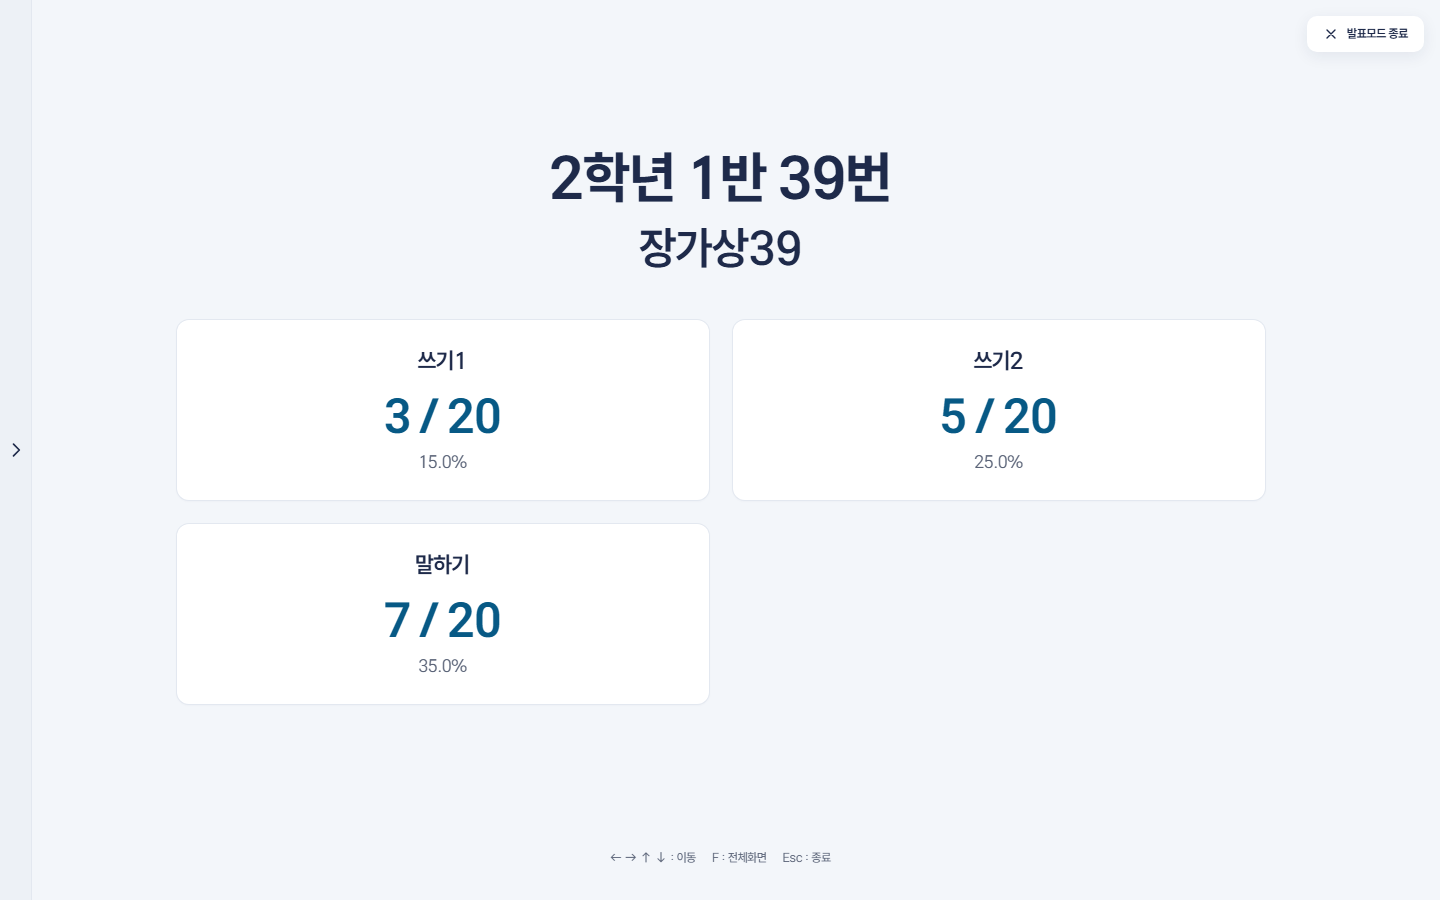 발표모드 종료
2학년 1반 39번
장가상39
쓰기1
3 / 20
15.0%
쓰기2
5 / 20
25.0%
말하기
7 / 20
35.0%
← → ↑ ↓ : 이동 F : 전체화면 Esc : 종료